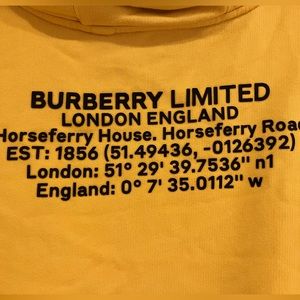 BURBERRY LIMITED
LONDON ENGLAND
Horseferry House. Horseferry Road
EST: 1856 (51.49436, -0126392)
London: 51° 29' 39.7536" n1
England: 0° 7' 35.0112" w